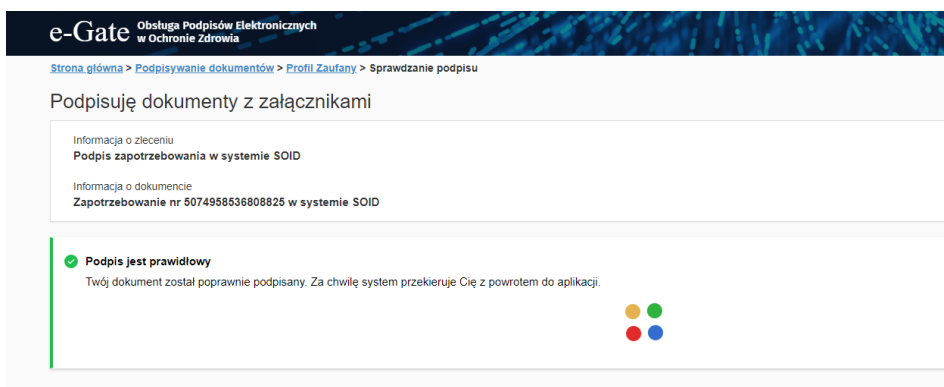 e-Gate Obsługa Podpisów Elektronicznych
w Ochronie Zdrowia
Strona główna > Podpisywanie dokumentów > Profil Zaufany > Sprawdzanie podpisu
Podpisuję dokumenty z załącznikami
Informacja o zleceniu
Podpis zapotrzebowania w systemie SOID
Informacja o dokumencie
Zapotrzebowanie nr 5074958536808825 w systemie SOID
Podpis jest prawidłowy
Twój dokument został poprawnie podpisany. Za chwilę system przekieruje Cię z powrotem do aplikacji.